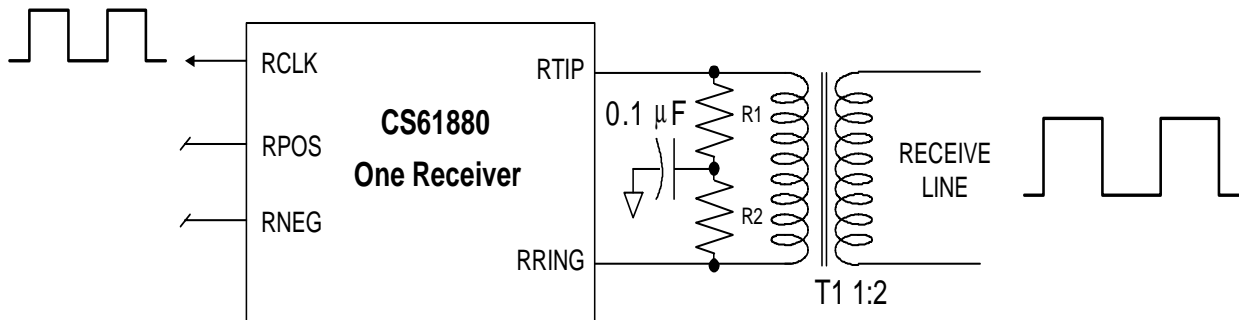 RCLK
RPOS
RNEG
CS61880
One Receiver
RTIP
RRING
0.1 μF
R1
R2
T1 1:2
RECEIVE
LINE